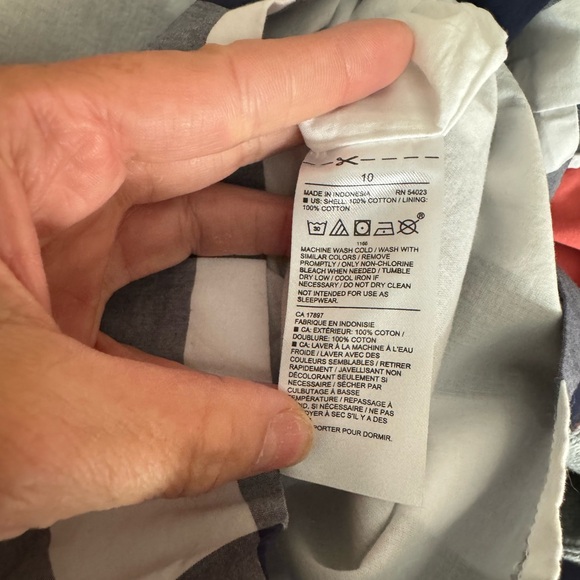 10
MADE IN INDONESIA RN 54023
■ US: SHELL: 100% COTTON / LINING:
100% COTTON
30
®
1166
MACHINE WASH COLD / WASH WITH
SIMILAR COLORS / REMOVE
PROMPTLY / ONLY NON-CHLORINE
BLEACH WHEN NEEDED / TUMBLE
DRY LOW / COOL IRON IF
NECESSARY / DO NOT DRY CLEAN
NOT INTENDED FOR USE AS
SLEEPWEAR.
CA 17897
FABRIQUE EN INDONISIE
■ CA: EXTÉRIEUR: 100% COTON /
DOUBLURE: 100% COTON
■ CA: LAVER À LA MACHINE À L'EAU
FROIDE / LAVER AVEC DES
COULEURS SEMBLABLES / RETIRER
RAPIDEMENT / JAVELLISANT NON
DÉCOLORANT SEULEMENT SI
NÉCESSAIRE / SÉCHER PAR
CULBUTAGE À BASSE
TEMPÉRATURE / REPASSAGE À
SI NÉCESSAIRE / NE PAS
À SEC S'IL Y A DES
PORTER POUR DORMIR.